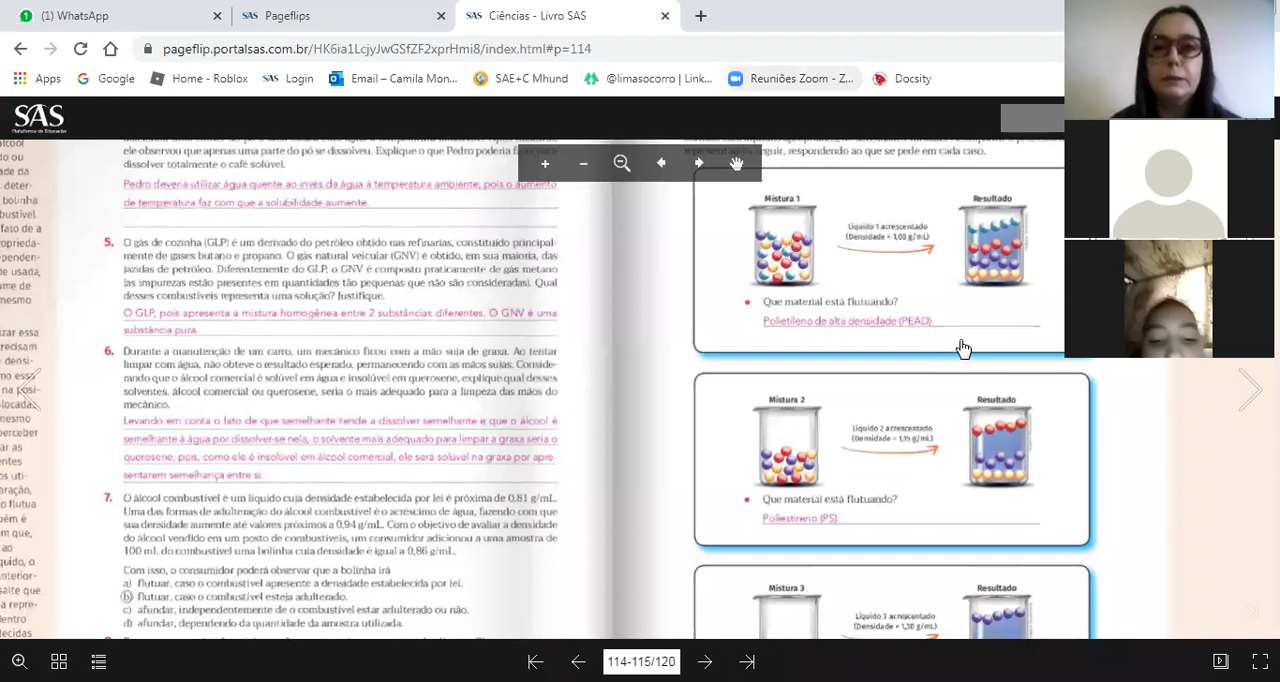 (1) WhatsApp
SAS Pageflips
SAS Ciências - Livro SAS
pageflip.portalsas.com.br/HK6ia1LcjyJwGSfZF2xprHmi8/index.html#p=114
Apps
Google
Home - Roblox
SAS Login
Email – Camila Mon...
SAE+C Mhund
@limasocorro | Link...
Reuniões Zoom - Z...
Docsity
SAS
Plataforma de Educação
ele observou que apenas uma parte do pó se dissolveu. Explique o que Pedro poderia fazer para
dissolver totalmente o café solúvel.
Pedro deveria utilizar água quente ao invés da água à temperatura ambiente, pois o aumento
de temperatura faz com que a solubilidade aumente.
5. O gás de cozinha (GLP) é um derivado do petróleo obtido nas refinarias, constituído principal-
mente de gases butano e propano. O gás natural veicular (GNV) é obtido, em sua maioria, das
jazidas de petróleo. Diferentemente do GLP, o GNV é composto praticamente de gás metano
(as impurezas estão presentes em quantidades tão pequenas que não são consideradas). Qual
desses combustíveis representa uma solução? Justifique.
O GLP, pois apresenta a mistura homogênea entre 2 substâncias diferentes. O GNV é uma
substância pura.
6. Durante a manutenção de um carro, um mecânico ficou com a mão suja de graxa. Ao tentar
limpar com água, não obteve o resultado esperado, permanecendo com as mãos sujas. Conside-
rando que o álcool comercial é solúvel em água e insolúvel em querosene, explique qual desses
solventes, álcool comercial ou querosene, seria o mais adequado para a limpeza das mãos do
mecânico.
Levando em conta o fato de que semelhante tende a dissolver semelhante e que o álcool é
semelhante à água por dissolver-se nela, o solvente mais adequado para limpar a graxa seria o
querosene, pois, como ele é insolúvel em álcool comercial, ele será solúvel na graxa por apre-
sentarem semelhança entre si.
7. O álcool combustível é um líquido cuja densidade estabelecida por lei é próxima de 0,81 g/mL.
Uma das formas de adulteração do álcool combustível é o acréscimo de água, fazendo com que
sua densidade aumente até valores próximos a 0,94 g/mL. Com o objetivo de avaliar a densidade
do álcool vendido em um posto de combustíveis, um consumidor adicionou a uma amostra de
100 mL do combustível uma bolinha cuja densidade é igual a 0,86 g/mL.
Com isso, o consumidor poderá observar que a bolinha irá
a) flutuar, caso o combustível apresente a densidade estabelecida por lei.
b) flutuar, caso o combustível esteja adulterado.
c) afundar, independentemente de o combustível estar adulterado ou não.
d) afundar, dependendo da quantidade da amostra utilizada.
seguir, respondendo ao que se pede em cada caso.
Mistura 1
Líquido 1 acrescentado
(Densidade = 1,00 g/mL)
Resultado
• Que material está flutuando?
Polietileno de alta densidade (PEAD).
Mistura 2
Líquido 2 acrescentado
(Densidade = 1,15 g/mL)
Resultado
• Que material está flutuando?
Poliestireno (PS).
Mistura 3
Líquido 3 acrescentado
(Densidade = 1,30 g/mL)
Resultado
114-115/120